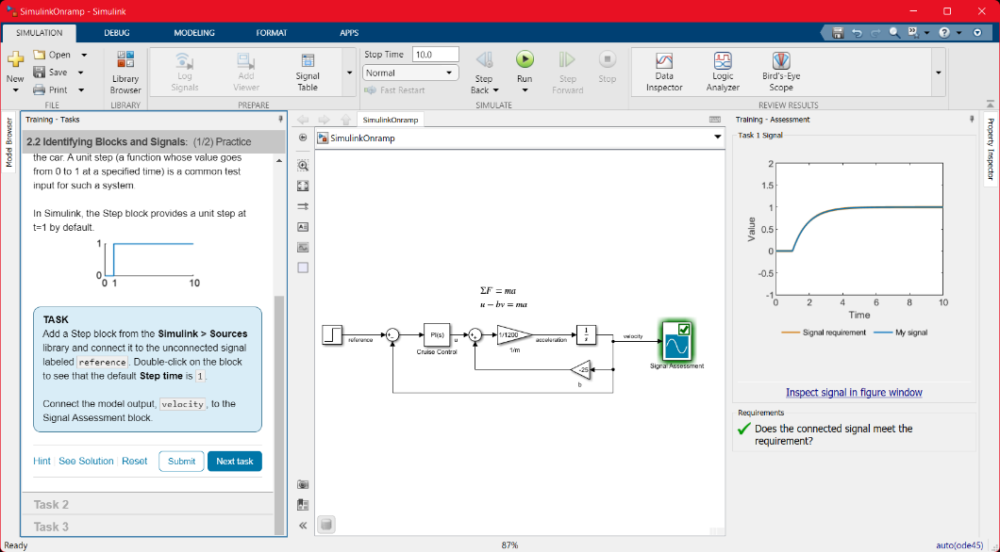 SimulinkOnramp - Simulink
SIMULATION DEBUG MODELING FORMAT APPS
New
Open
Save
Print
FILE
Library
Browser
LIBRARY
Log
Signals
Add
Viewer
Signal
Table
PREPARE
Stop Time 10.0
Normal
Fast Restart
Step
Back
Run
Step
Forward
Stop
SIMULATE
Data
Inspector
Logic
Analyzer
Bird's-Eye
Scope
REVIEW RESULTS
Model Browser
Training - Tasks
2.2 Identifying Blocks and Signals: (1/2) Practice
the car. A unit step (a function whose value goes
from 0 to 1 at a specified time) is a common test
input for such a system.
In Simulink, the Step block provides a unit step at
t=1 by default.
1
0
0 1 10
TASK
Add a Step block from the Simulink > Sources
library and connect it to the unconnected signal
labeled reference. Double-click on the block
to see that the default Step time is 1.
Connect the model output, velocity, to the
Signal Assessment block.
Hint See Solution Reset Submit Next task
Task 2
Task 3
SimulinkOnramp
SimulinkOnramp
ΣF = ma
u − bv = ma
reference
PI(s)
Cruise Control
u
1/1200
1/m
acceleration
1
s
velocity
Signal Assessment
-25
b
Training - Assessment
Task 1 Signal
2
1.5
1
0.5
0
-0.5
-1
Value
0 2 4 6 8 10
Time
Signal requirement My signal
Inspect signal in figure window
Requirements
Does the connected signal meet the
requirement?
Property Inspector
Ready 87% auto(ode45)